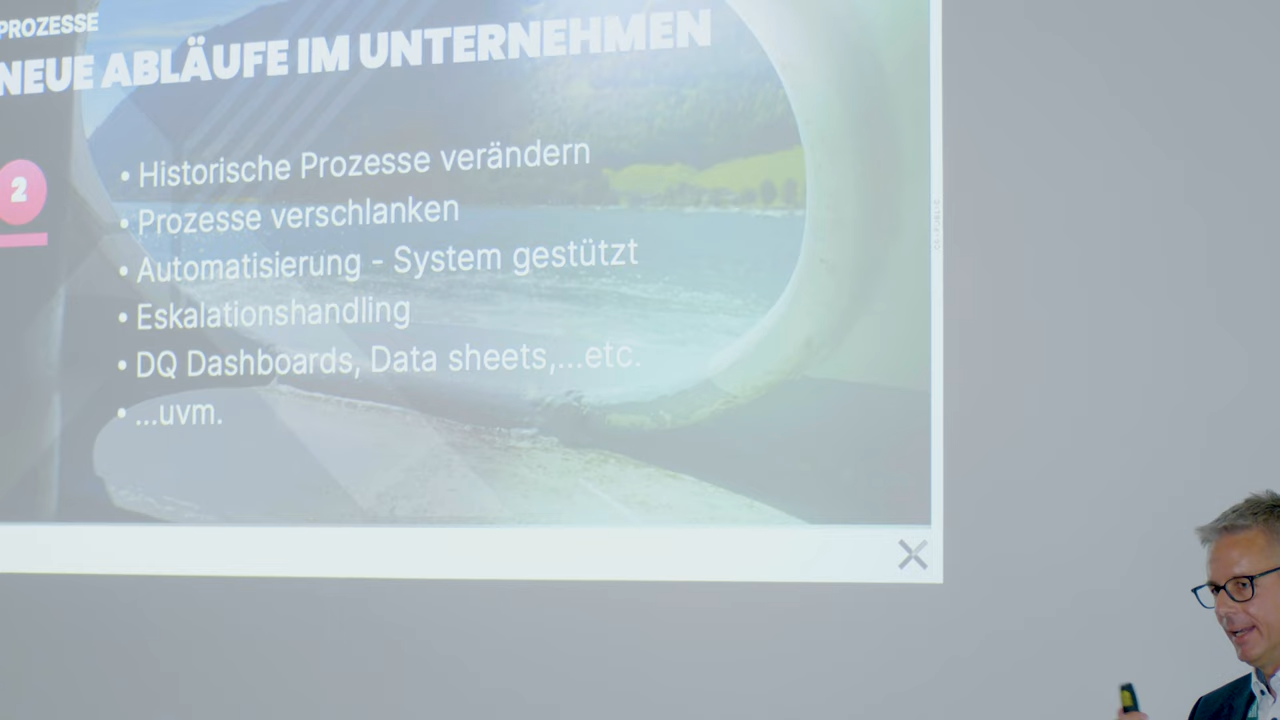 PROZESSE
NEUE ABLÄUFE IM UNTERNEHMEN
2
• Historische Prozesse verändern
• Prozesse verschlanken
• Automatisierung - System gestützt
• Eskalationshandling
• DQ Dashboards, Data sheets,...etc.
• ...uvm.